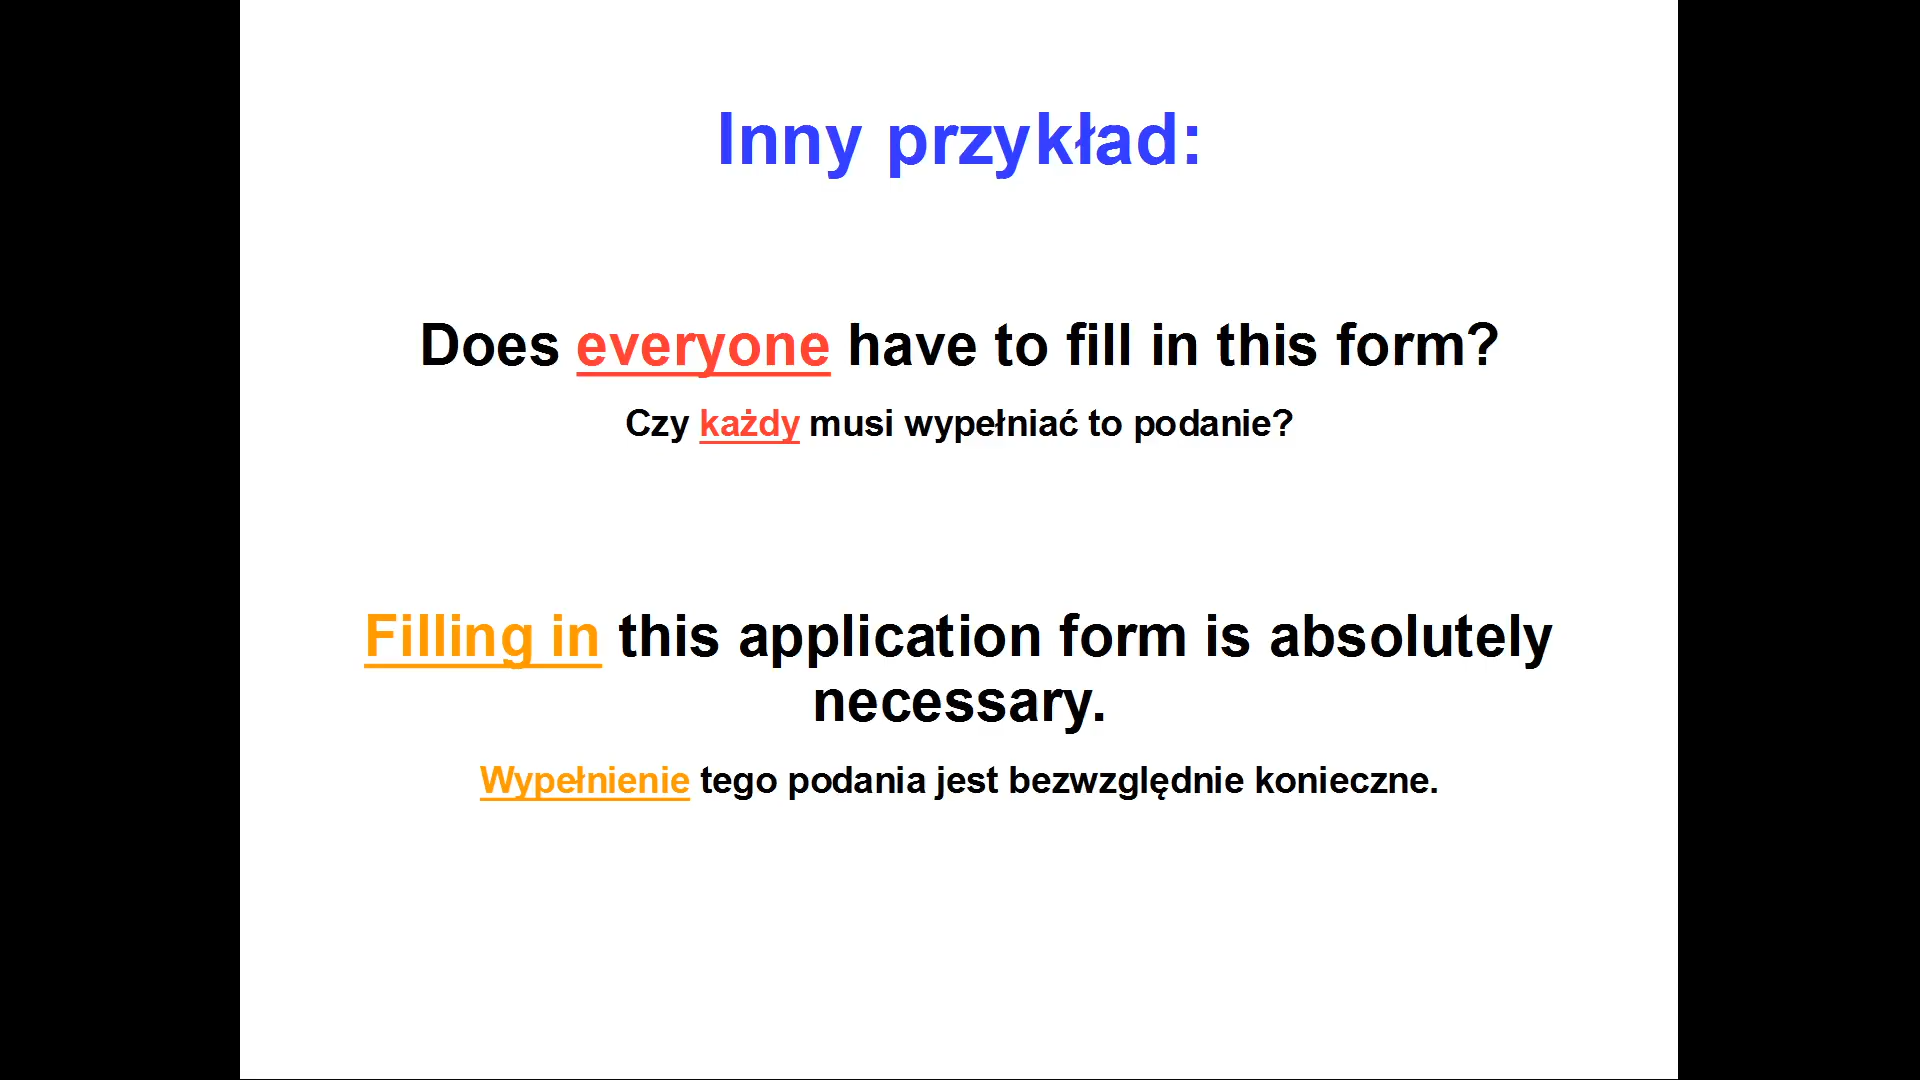 Inny przykład:
Does everyone have to fill in this form?
Czy każdy musi wypełniać to podanie?
Filling in this application form is absolutely
necessary.
Wypełnienie tego podania jest bezwzględnie konieczne.